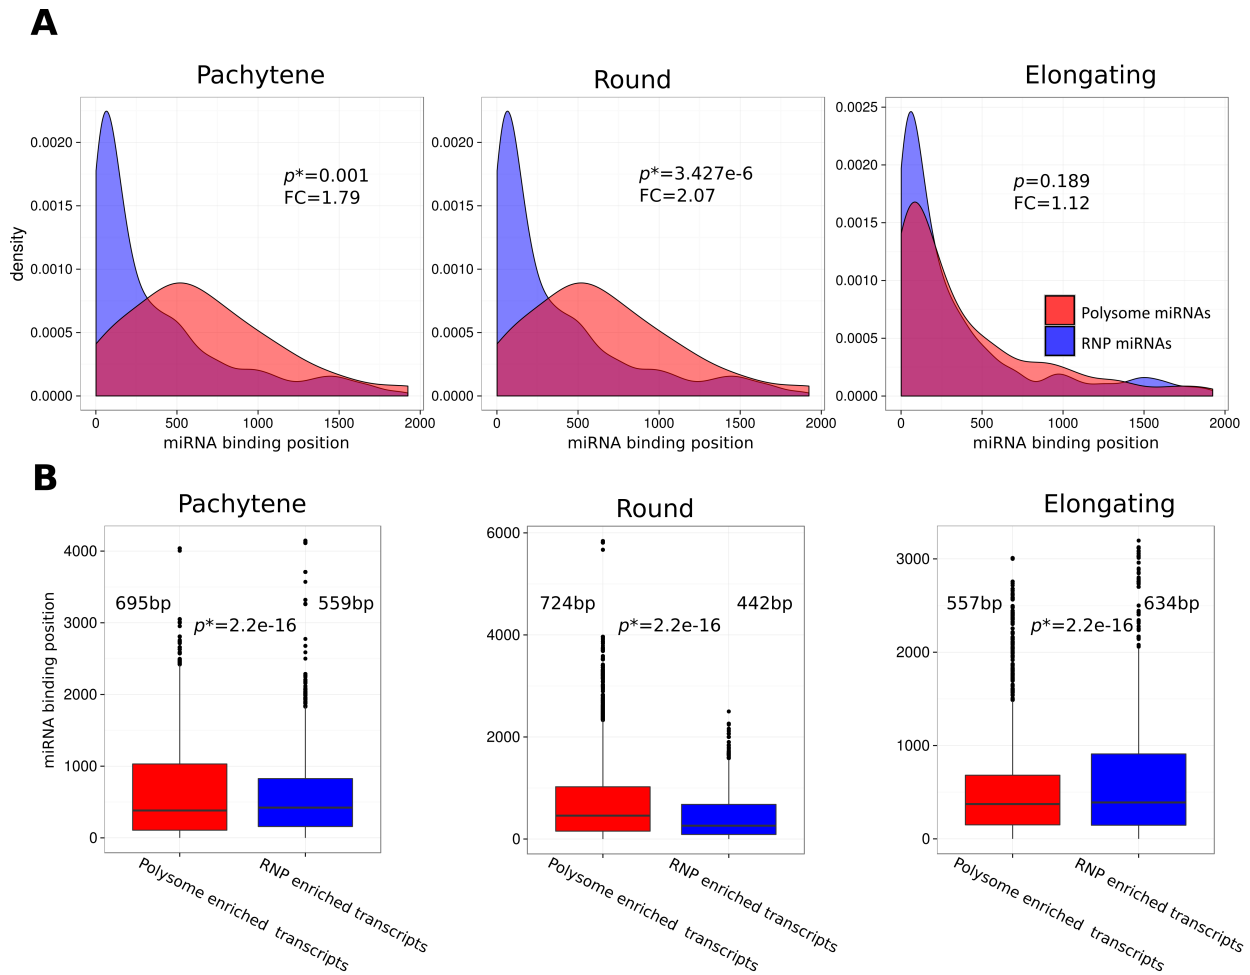 A
Pachytene
Round
Elongating
density
0.0020
0.0015
0.0010
0.0005
0.0000
p*=0.001
FC=1.79
0 500 1000 1500 2000
miRNA binding position
0.0020
0.0015
0.0010
0.0005
0.0000
p*=3.427e-6
FC=2.07
0 500 1000 1500 2000
miRNA binding position
0.0025
0.0020
0.0015
0.0010
0.0005
0.0000
p=0.189
FC=1.12
Polysome miRNAs
RNP miRNAs
0 500 1000 1500 2000
miRNA binding position
B
Pachytene
Round
Elongating
miRNA binding position
4000
3000
2000
1000
0
695bp
559bp
p*=2.2e-16
Polysome enriched transcripts
RNP enriched transcripts
6000
4000
2000
0
724bp
442bp
p*=2.2e-16
Polysome enriched transcripts
RNP enriched transcripts
3000
2000
1000
0
557bp
634bp
p*=2.2e-16
Polysome enriched transcripts
RNP enriched transcripts